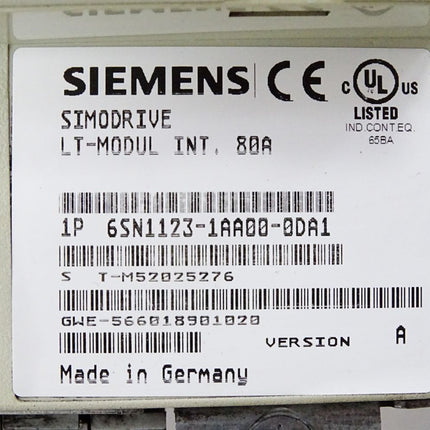 SIEMENS CE C UL US
LISTED
IND.CONT.EQ.
65BA
SIMODRIVE
LT-MODUL INT. 80A
1P 6SN1123-1AA00-0DA1
S T-M52025276
GWE-566018901020
VERSION A
Made in Germany